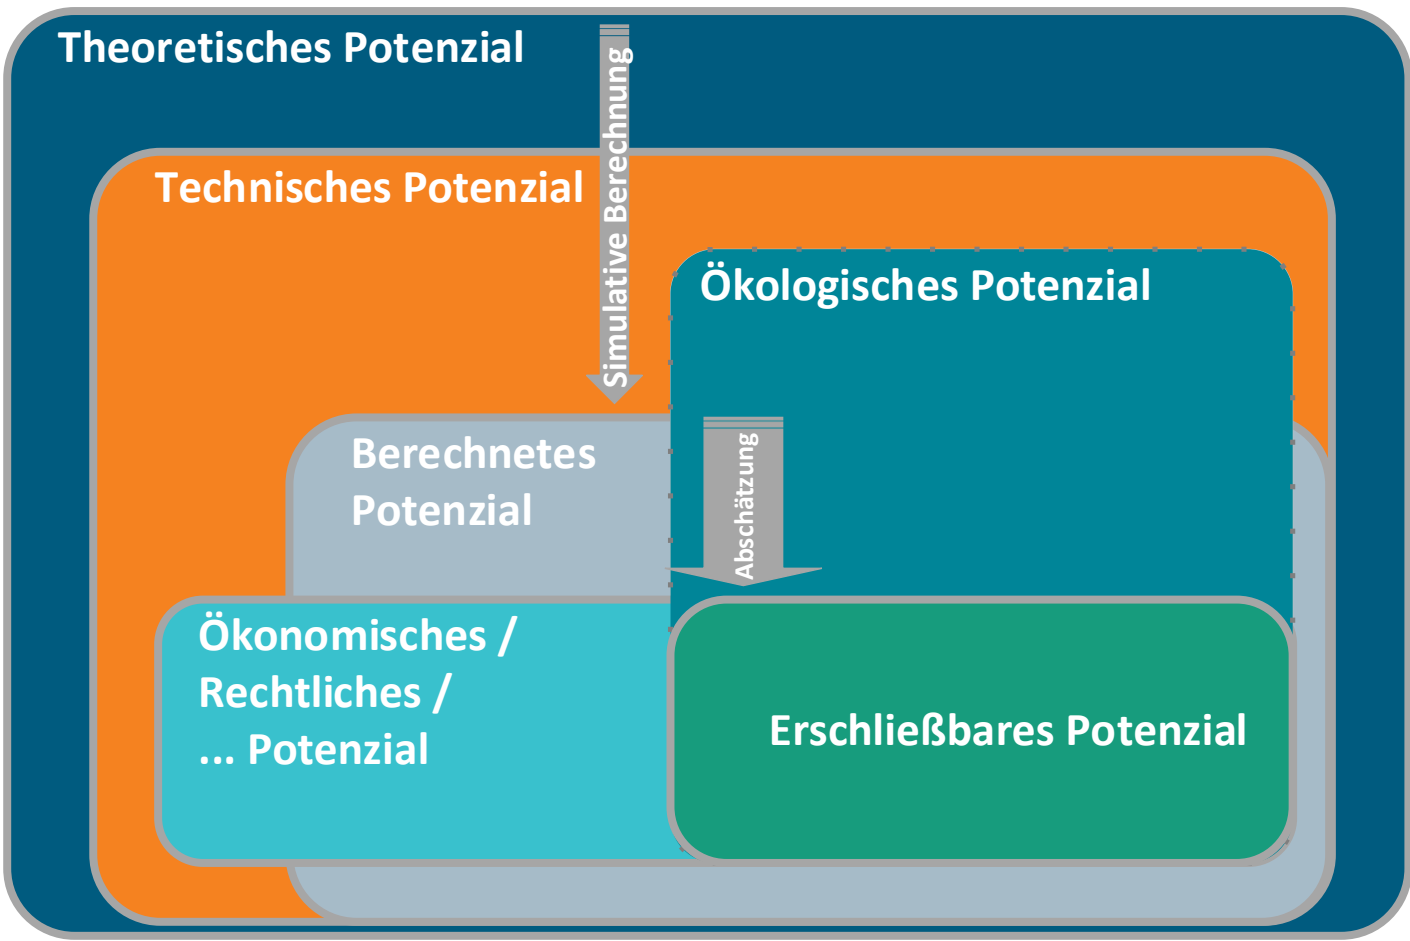 Theoretisches Potenzial
Simulative Berechnung
Technisches Potenzial
Ökologisches Potenzial
Berechnetes
Potenzial
Abschätzung
Ökonomisches /
Rechtliches /
... Potenzial
Erschließbares Potenzial